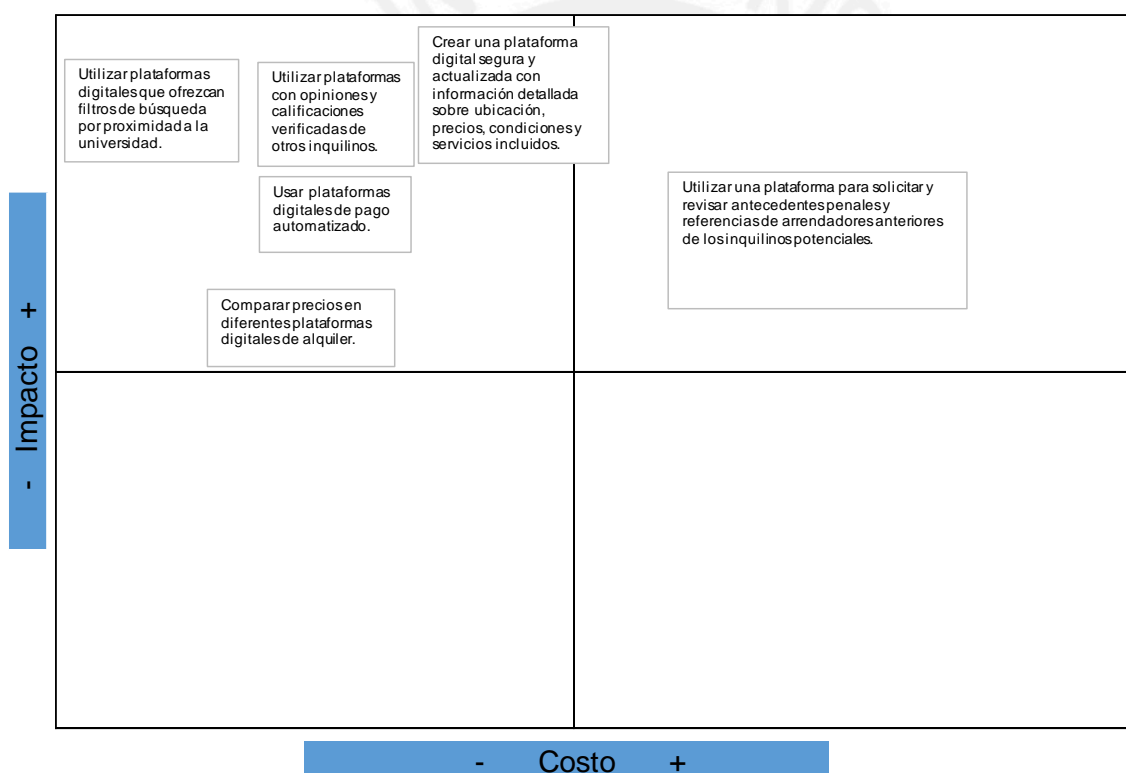 Utilizar plataformas
digitales que ofrezcan
filtros de búsqueda
por proximidad a la
universidad.
Utilizar plataformas
con opiniones y
calificaciones
verificadas de
otros inquilinos.
Crear una plataforma
digital segura y
actualizada con
información detallada
sobre ubicación,
precios, condiciones y
servicios incluidos.
Usar plataformas
digitales de pago
automatizado.
Utilizar una plataforma para solicitar y
revisar antecedentes penales y
referencias de arrendadores anteriores
de los inquilinos potenciales.
Comparar precios en
diferentes plataformas
digitales de alquiler.
- Impacto +
- Costo +